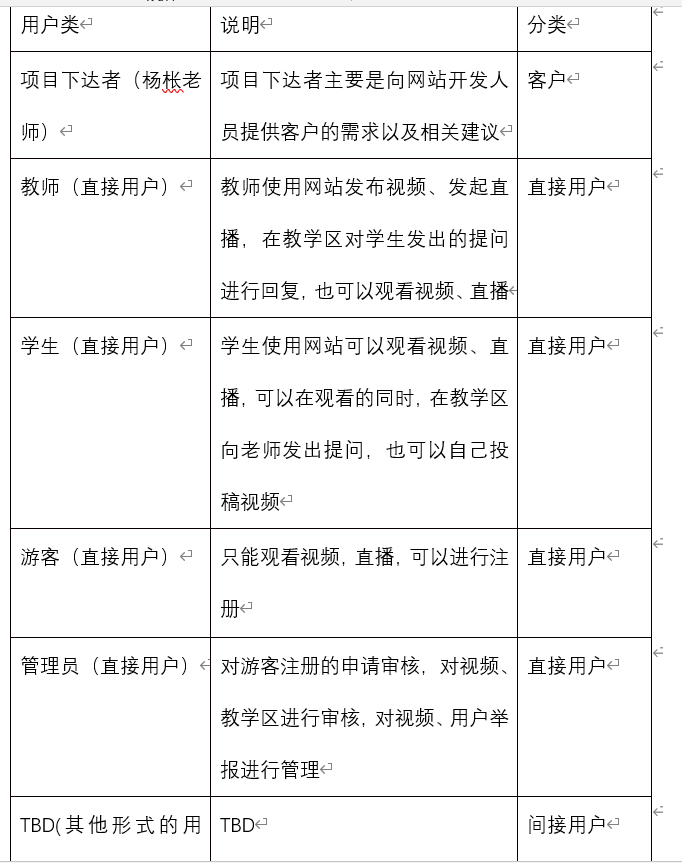 用户类 说明 分类
项目下达者（杨枨老 项目下达者主要是向网站开发人 客户
师） 员提供客户的需求以及相关建议
教师（直接用户） 教师使用网站发布视频、发起直 直接用户
播，在教学区对学生发出的提问
进行回复，也可以观看视频、直播
学生（直接用户） 学生使用网站可以观看视频、直 直接用户
播，可以在观看的同时，在教学区
向老师发出提问，也可以自己投
稿视频
游客（直接用户） 只能观看视频，直播，可以进行注 直接用户
册
管理员（直接用户） 对游客注册的申请审核，对视频、 直接用户
教学区进行审核，对视频、用户举
报进行管理
TBD(其他形式的用 TBD 间接用户